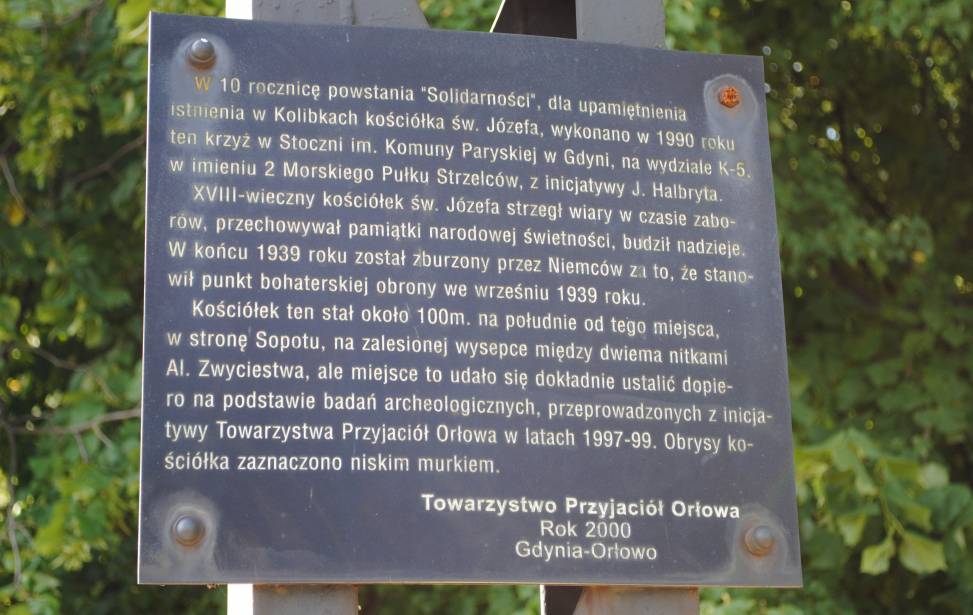 W 10 rocznicę powstania "Solidarności", dla upamiętnienia
istnienia w Kolibkach kościółka św. Józefa, wykonano w 1990 roku
ten krzyż w Stoczni im. Komuny Paryskiej w Gdyni, na wydziale K-5,
w imieniu 2 Morskiego Pułku Strzelców, z inicjatywy J. Halbryta.
XVIII-wieczny kościółek św. Józefa strzegł wiary w czasie zabo-
rów, przechowywał pamiątki narodowej świetności, budził nadzieje.
W końcu 1939 roku został zburzony przez Niemców za to, że stano-
wił punkt bohaterskiej obrony we wrześniu 1939 roku.
Kościółek ten stał około 100m. na południe od tego miejsca,
w stronę Sopotu, na zalesionej wysepce między dwiema nitkami
Al. Zwyciestwa, ale miejsce to udało się dokładnie ustalić dopie-
ro na podstawie badań archeologicznych, przeprowadzonych z inicja-
tywy Towarzystwa Przyjaciół Orłowa w latach 1997-99. Obrysy ko-
ściółka zaznaczono niskim murkiem.
Towarzystwo Przyjaciół Orłowa
Rok 2000
Gdynia-Orłowo